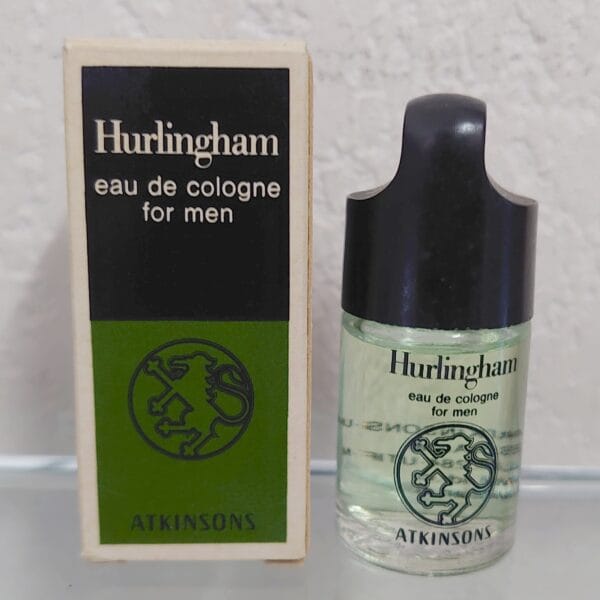 Hurlingham
eau de cologne
for men
ATKINSONS
Hurlingham
eau de cologne
for men
ATKINSONS